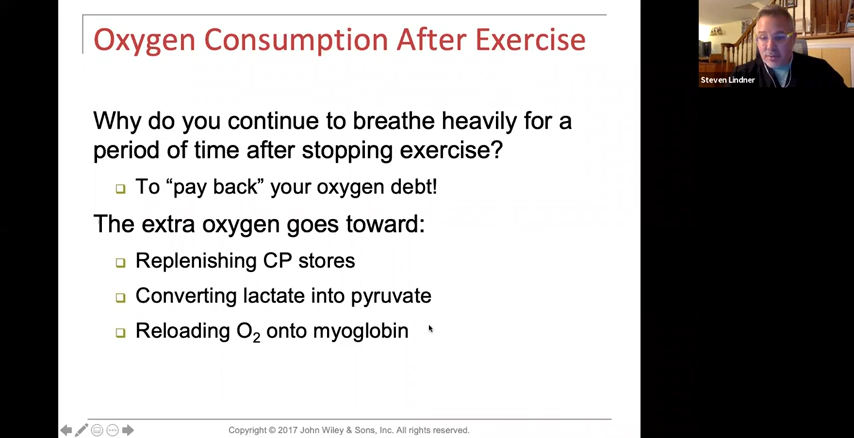 Oxygen Consumption After Exercise
Steven Lindner
Why do you continue to breathe heavily for a
period of time after stopping exercise?
To “pay back” your oxygen debt!
The extra oxygen goes toward:
Replenishing CP stores
Converting lactate into pyruvate
Reloading O₂ onto myoglobin
Copyright © 2017 John Wiley & Sons, Inc. All rights reserved.